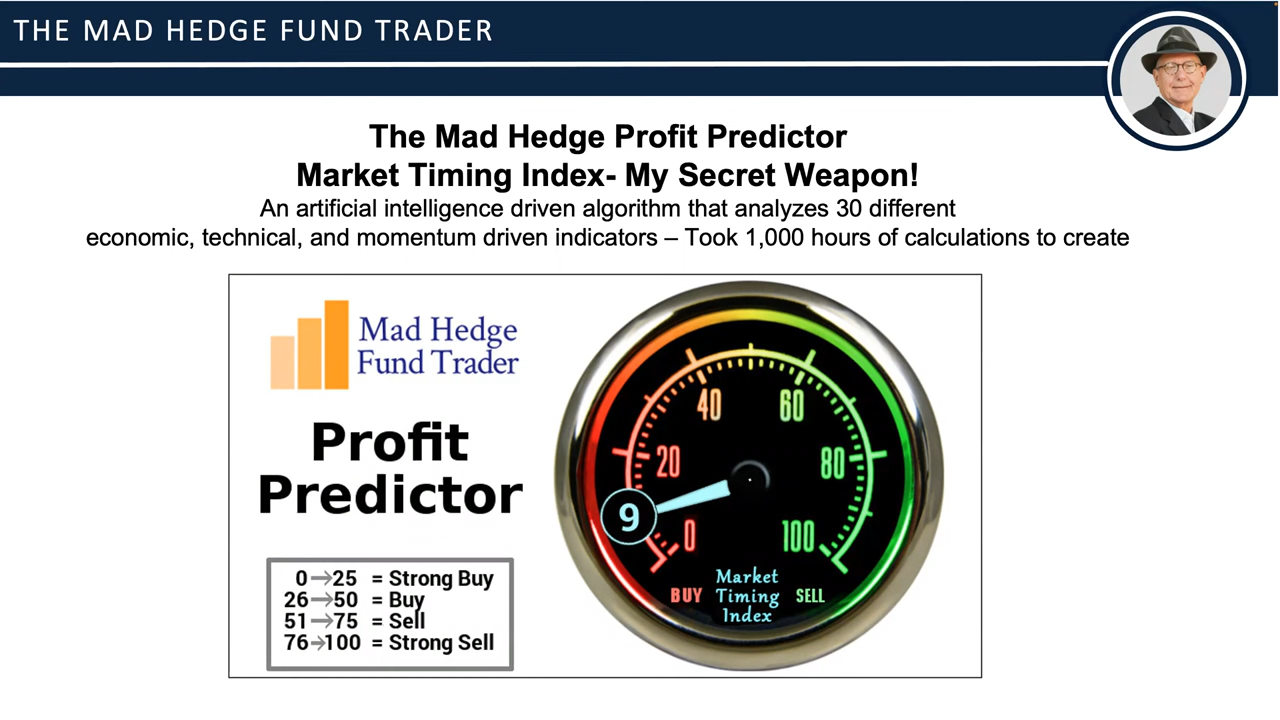 THE MAD HEDGE FUND TRADER
The Mad Hedge Profit Predictor
Market Timing Index- My Secret Weapon!
An artificial intelligence driven algorithm that analyzes 30 different
economic, technical, and momentum driven indicators – Took 1,000 hours of calculations to create
Mad Hedge
Fund Trader
Profit
Predictor
0→25 = Strong Buy
26→50 = Buy
51→75 = Sell
76→100 = Strong Sell
40 60
20 80
9
0 100
BUY Market Timing Index SELL